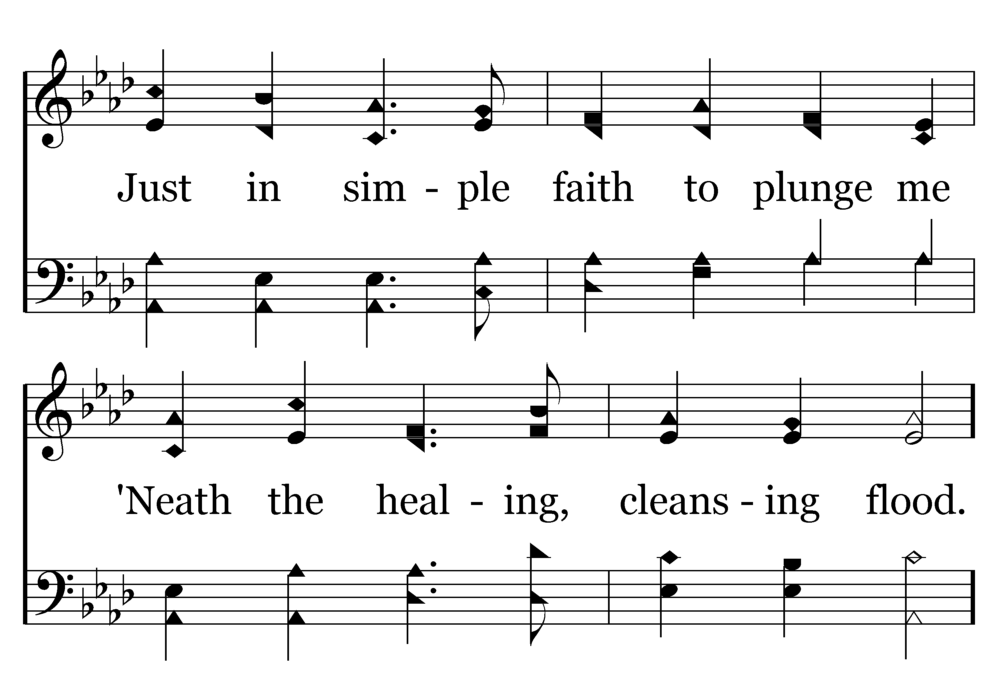 Just in sim - ple faith to plunge me
'Neath the heal - ing, cleans - ing flood.